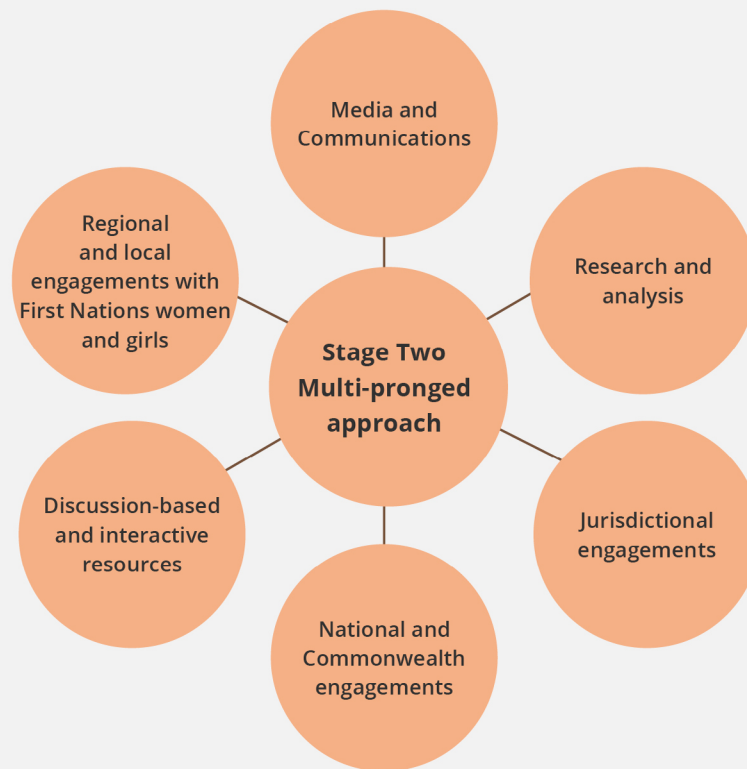 Media and
Communications
Regional
and local
engagements with
First Nations women
and girls
Research and
analysis
Stage Two
Multi-pronged
approach
Discussion-based
and interactive
resources
Jurisdictional
engagements
National and
Commonwealth
engagements